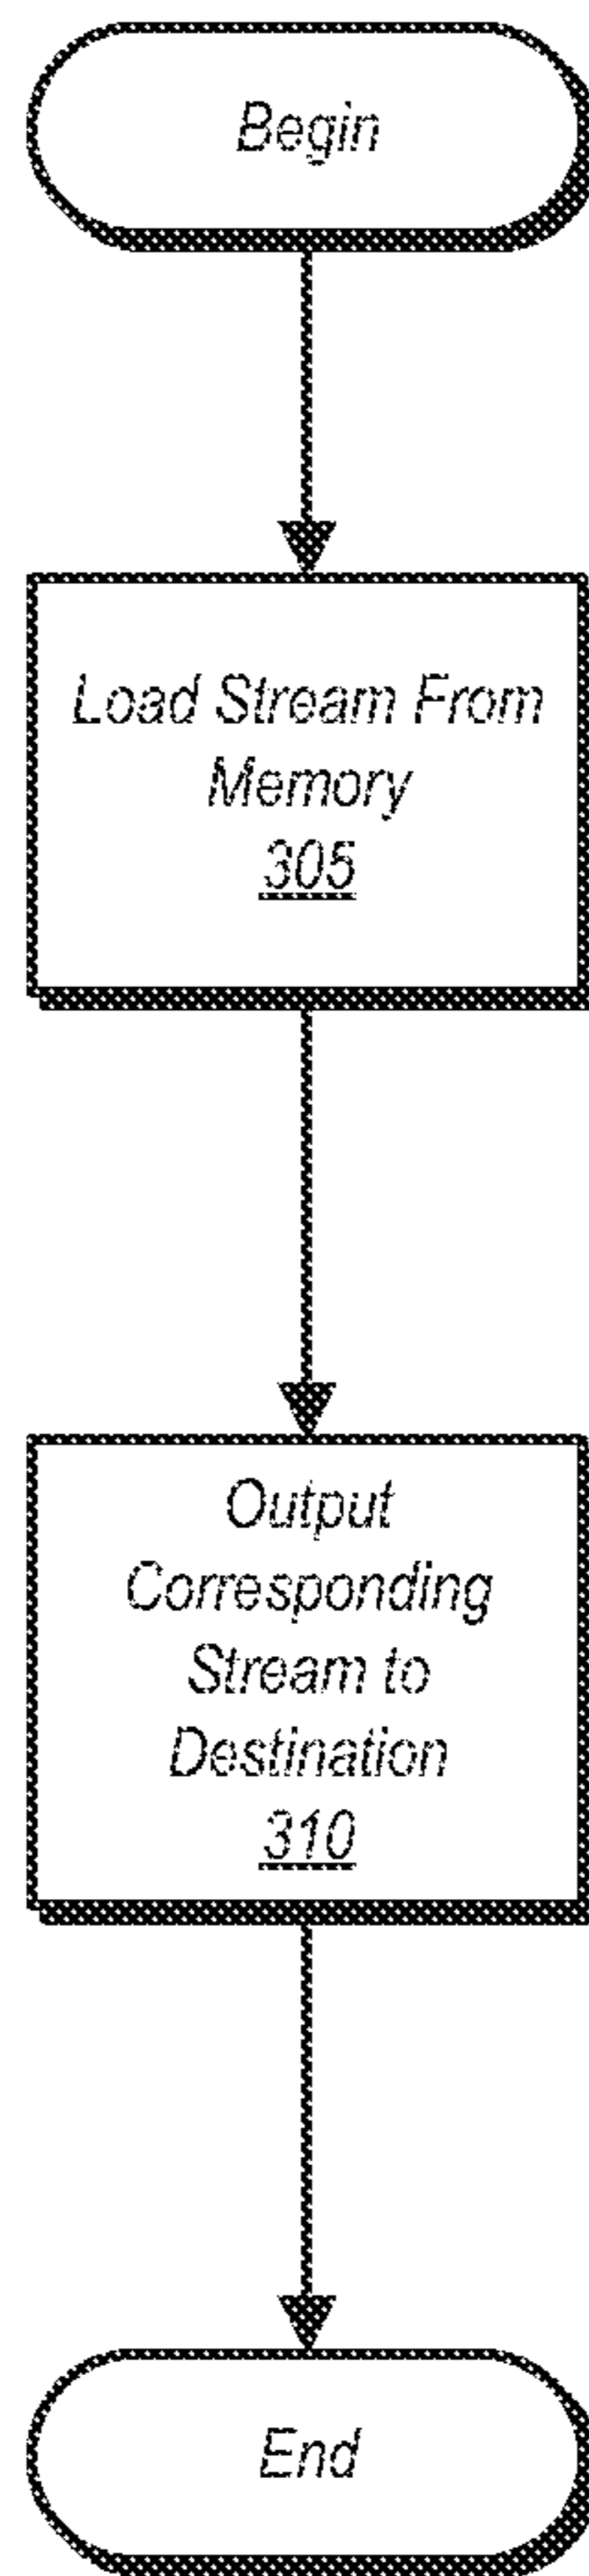 Begin
Load Stream From
Memory
305
Output
Corresponding
Stream to
Destination
310
End